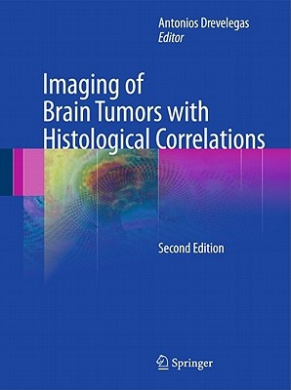 Antonios Drevelegas
Editor
Imaging of
Brain Tumors with
Histological Correlations
Second Edition
Springer